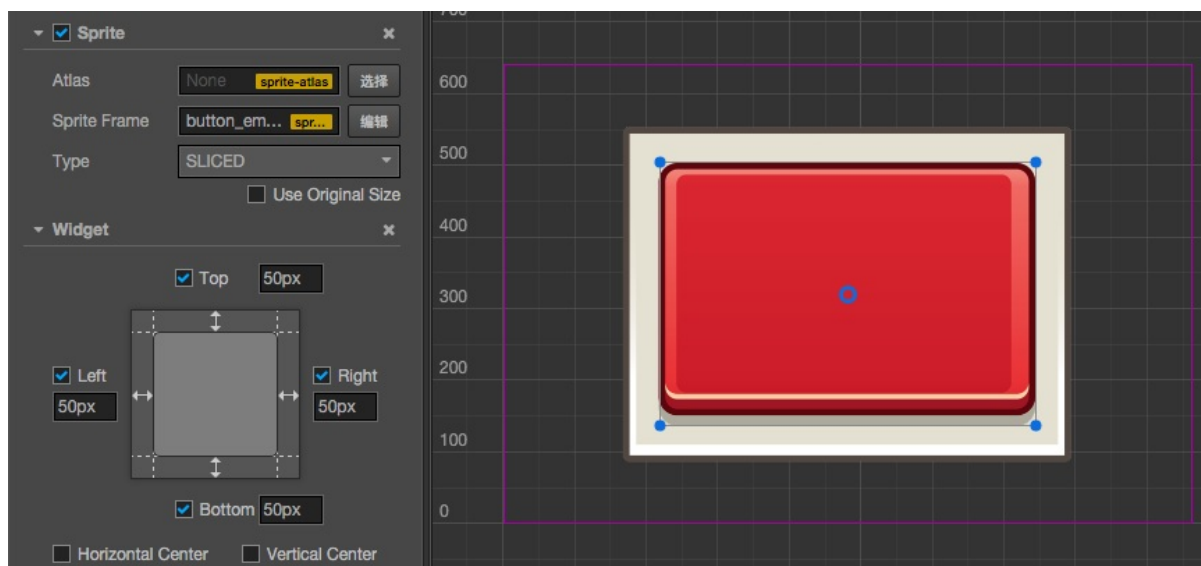 Sprite
Atlas None sprite-atlas 选择
Sprite Frame button_em... spr... 编辑
Type SLICED
Use Original Size
Widget
Top 50px
Left Right
50px 50px
Bottom 50px
Horizontal Center Vertical Center
700
600
500
400
300
200
100
0